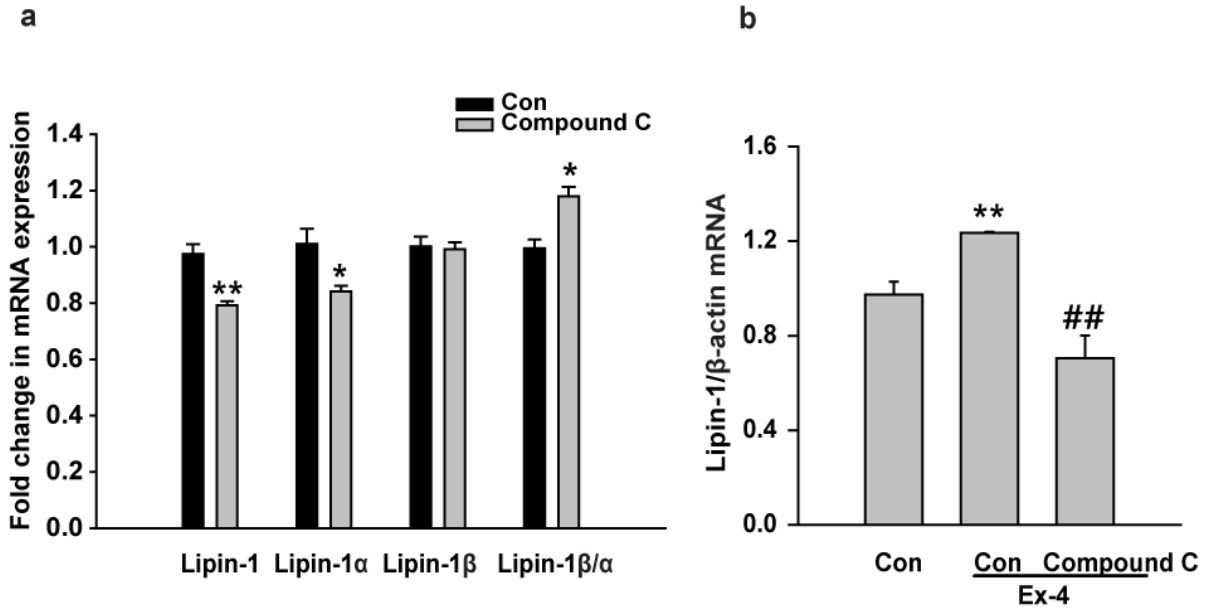 a
Con
Compound C
Fold change in mRNA expression
1.4
1.2
1.0
0.8
0.6
0.4
0.2
0.0
**
*
*
Lipin-1 Lipin-1α Lipin-1β Lipin-1β/α
b
Lipin-1/β-actin mRNA
1.6
1.2
0.8
0.4
0.0
**
##
Con Con Compound C
Ex-4